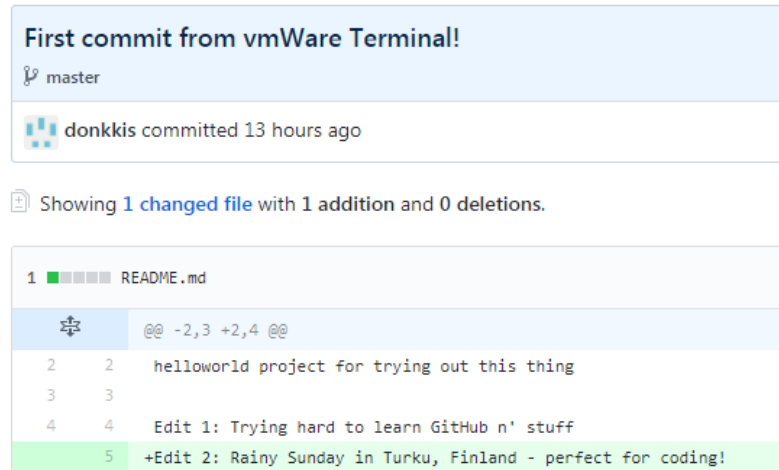 First commit from vmWare Terminal!
master
donkkis committed 13 hours ago
Showing 1 changed file with 1 addition and 0 deletions.
1 README.md
@@ -2,3 +2,4 @@
2 2 helloworld project for trying out this thing
3 3
4 4 Edit 1: Trying hard to learn GitHub n' stuff
5 +Edit 2: Rainy Sunday in Turku, Finland - perfect for coding!